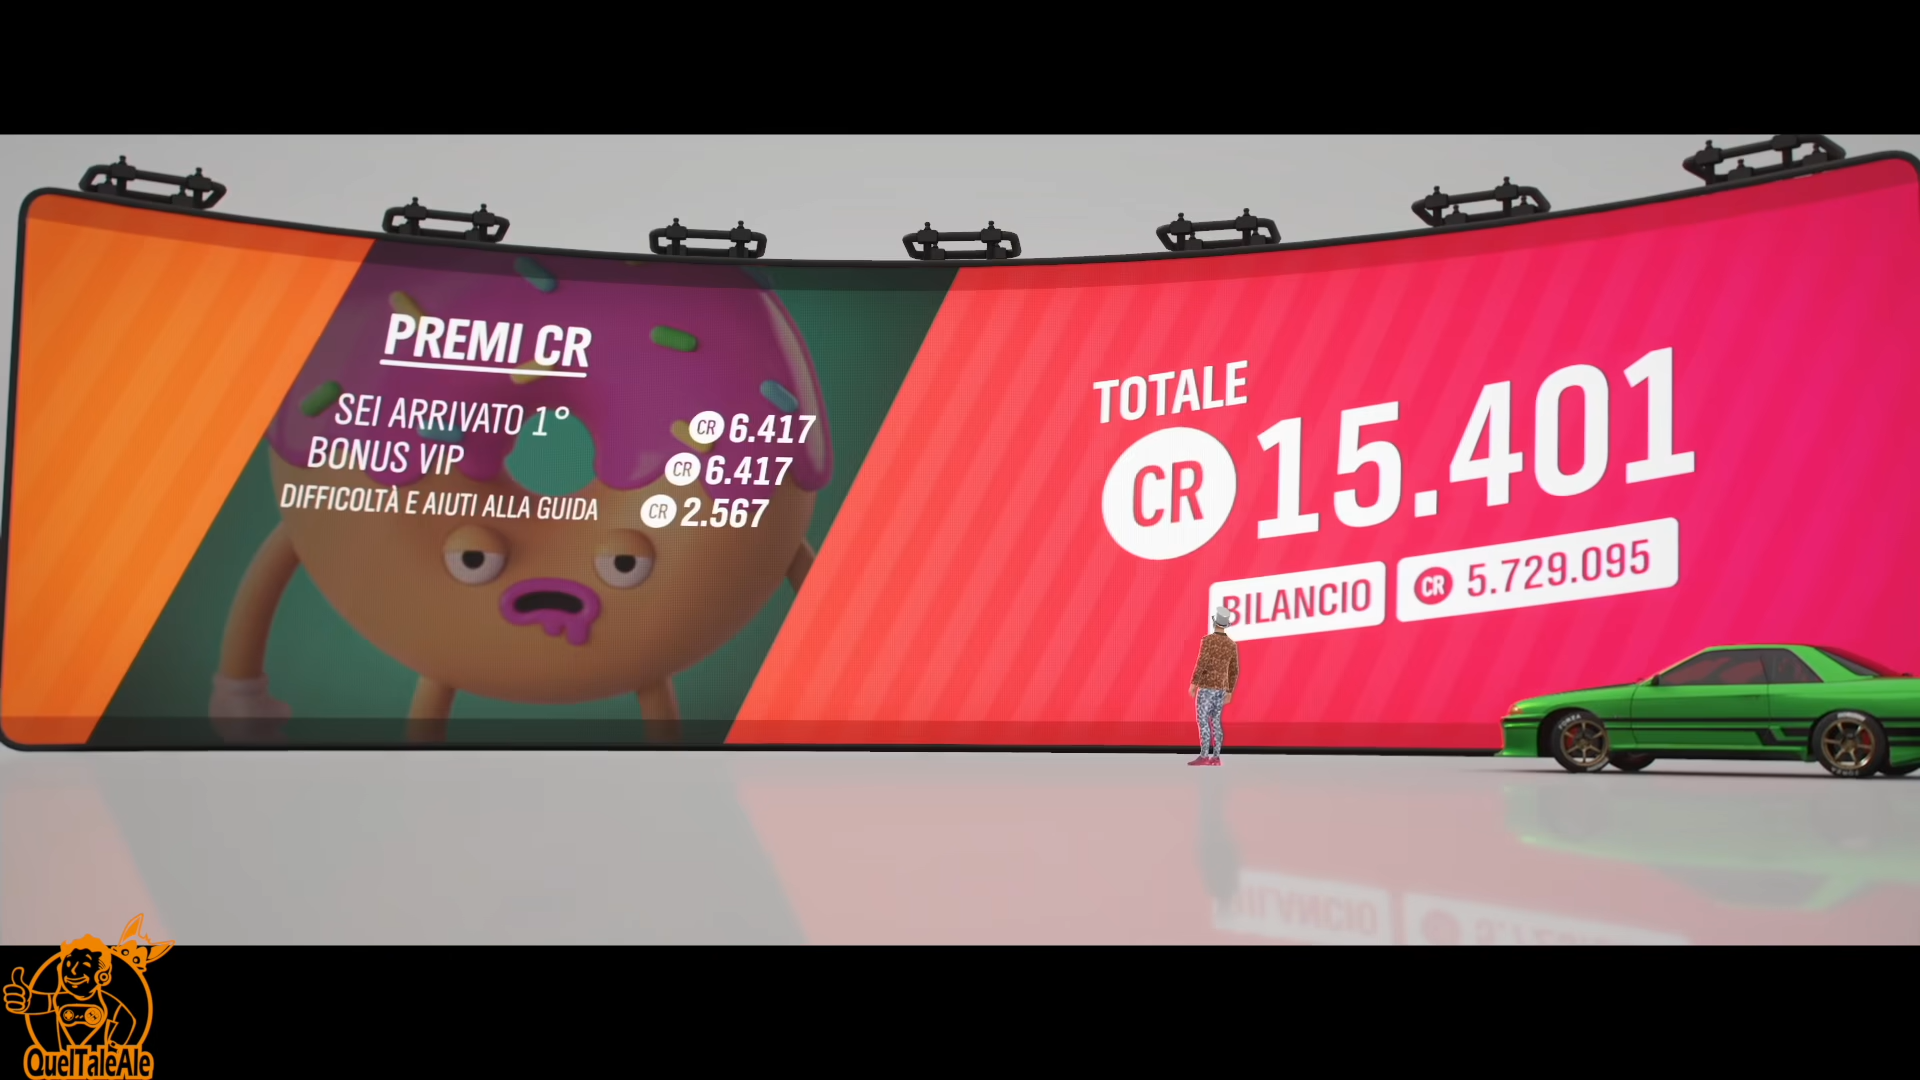 PREMI CR
SEI ARRIVATO 1° CR 6.417
BONUS VIP CR 6.417
DIFFICOLTÀ E AIUTI ALLA GUIDA CR 2.567
TOTALE
CR 15.401
BILANCIO CR 5.729.095
QuelTaleAle